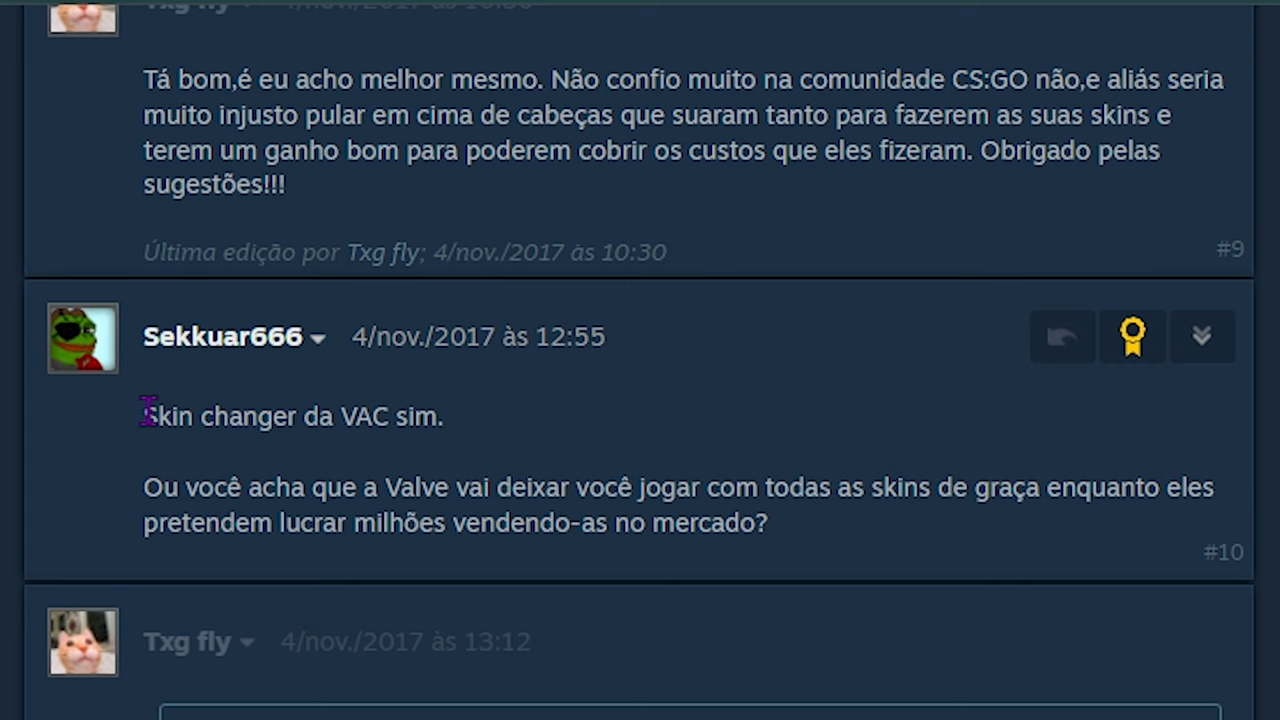 Tá bom,é eu acho melhor mesmo. Não confio muito na comunidade CS:GO não,e aliás seria
muito injusto pular em cima de cabeças que suaram tanto para fazerem as suas skins e
terem um ganho bom para poderem cobrir os custos que eles fizeram. Obrigado pelas
sugestões!!!
Última edição por Txg fly; 4/nov./2017 às 10:30
#9
Sekkuar666 4/nov./2017 às 12:55
Skin changer da VAC sim.
Ou você acha que a Valve vai deixar você jogar com todas as skins de graça enquanto eles
pretendem lucrar milhões vendendo-as no mercado?
#10
Txg fly 4/nov./2017 às 13:12